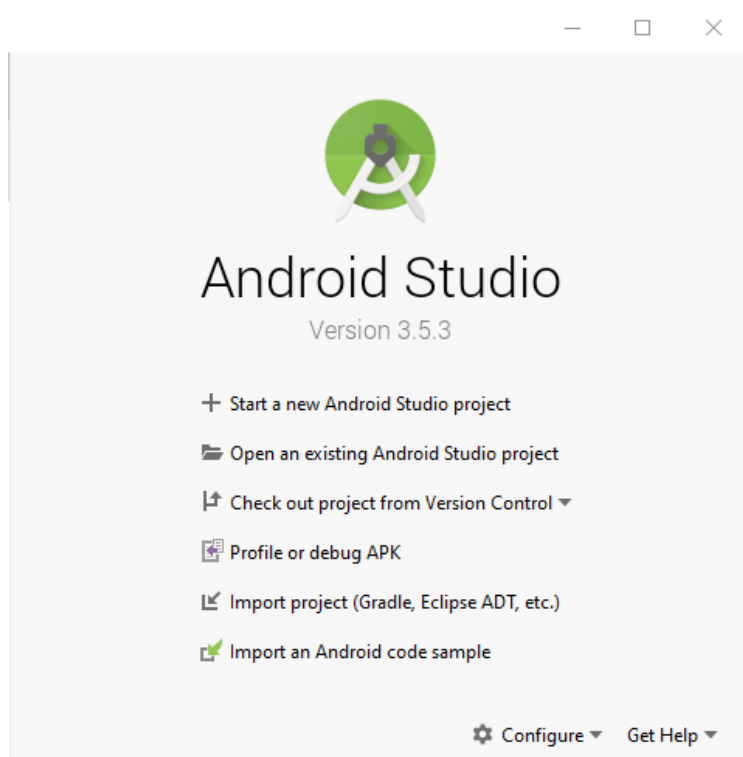 Android Studio
Version 3.5.3
Start a new Android Studio project
Open an existing Android Studio project
Check out project from Version Control
Profile or debug APK
Import project (Gradle, Eclipse ADT, etc.)
Import an Android code sample
Configure Get Help